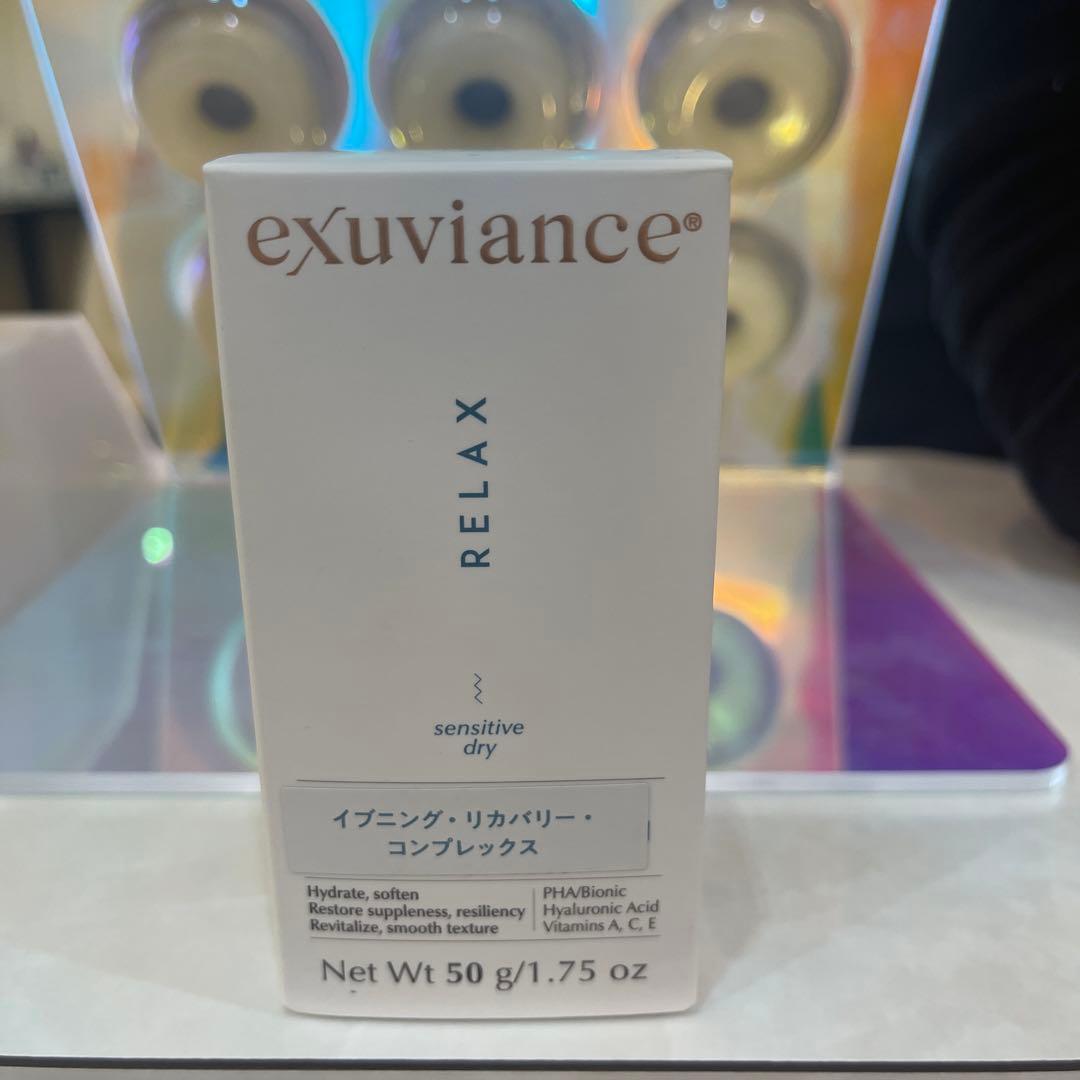 exuviance®
RELAX
sensitive
dry
イブニング・リカバリー・
コンプレックス
Hydrate, soften
Restore suppleness, resiliency
Revitalize, smooth texture
PHA/Bionic
Hyaluronic Acid
Vitamins A, C, E
Net Wt 50 g/1.75 oz